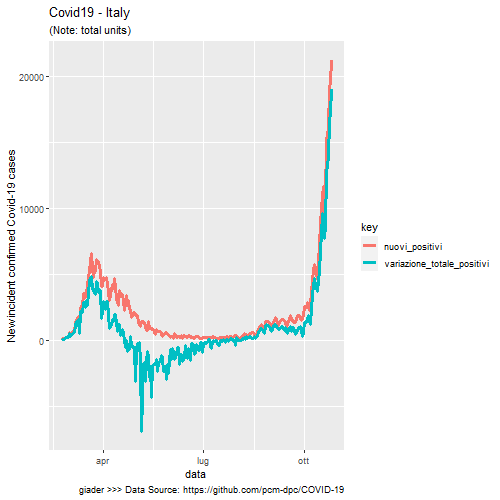 Covid19 - Italy
(Note: total units)
New incident confirmed Covid-19 cases
20000
10000
5000
0
apr
lug
ott
data
key
nuovi_positivi
variazione_totale_positivi
giader >>> Data Source: https://github.com/pcm-dpc/COVID-19